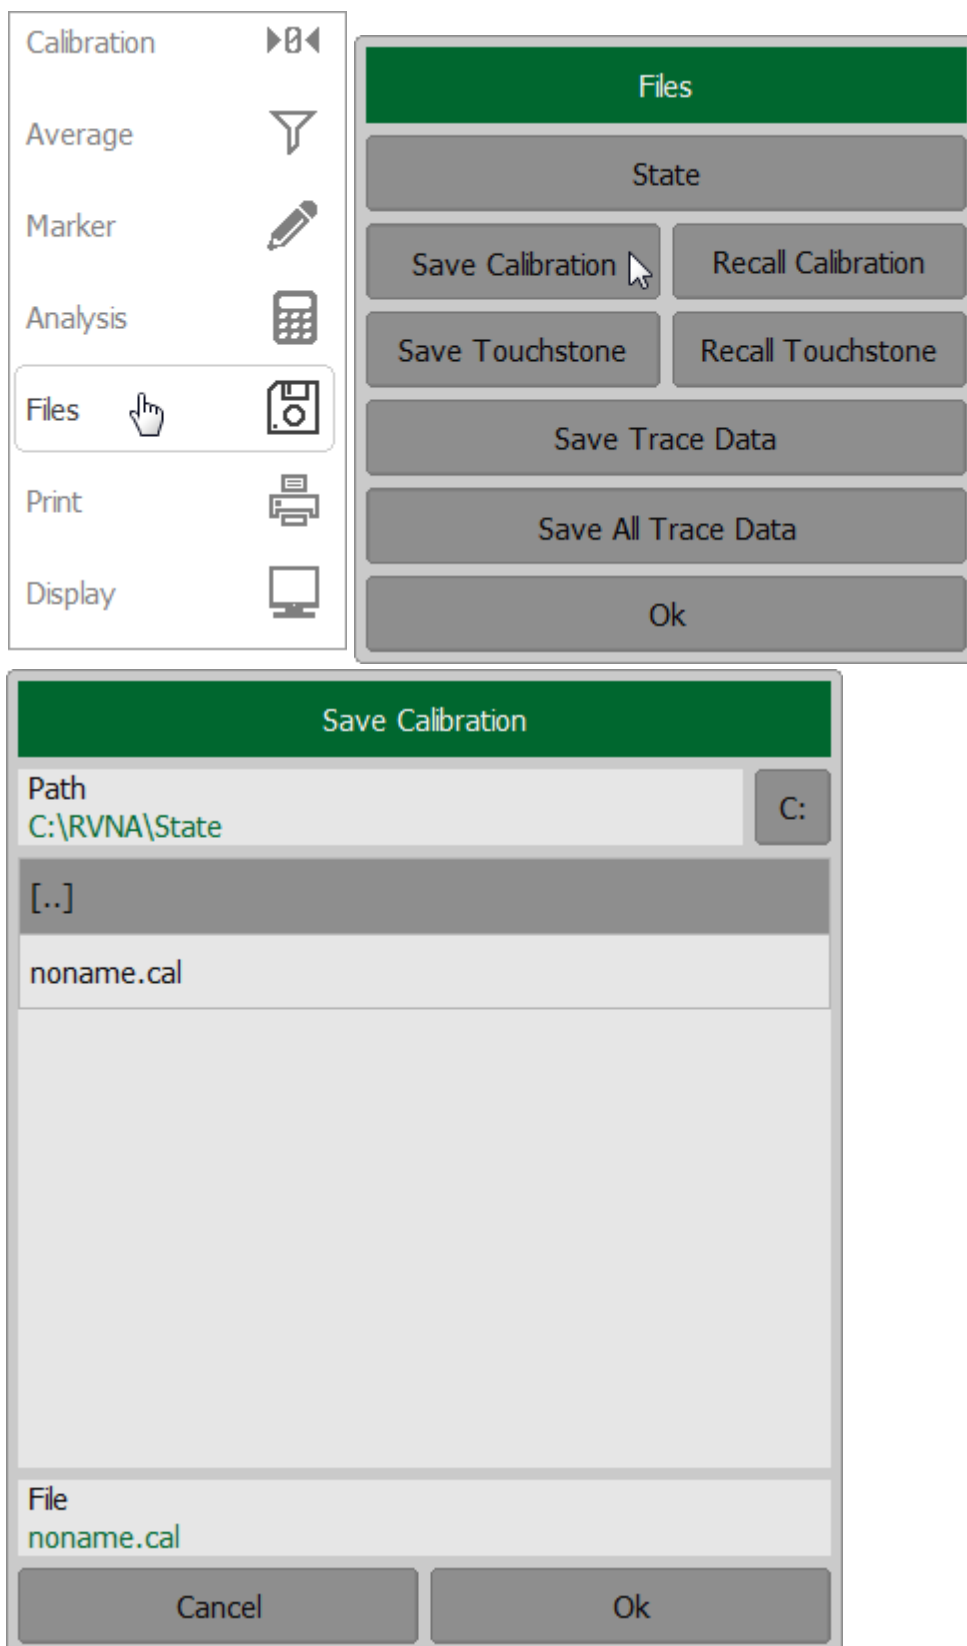 Calibration
Average
Marker
Analysis
Files
Print
Display
Files
State
Save Calibration
Recall Calibration
Save Touchstone
Recall Touchstone
Save Trace Data
Save All Trace Data
Ok
Save Calibration
Path
C:\RVNA\State
C:
[..]
noname.cal
File
noname.cal
Cancel
Ok